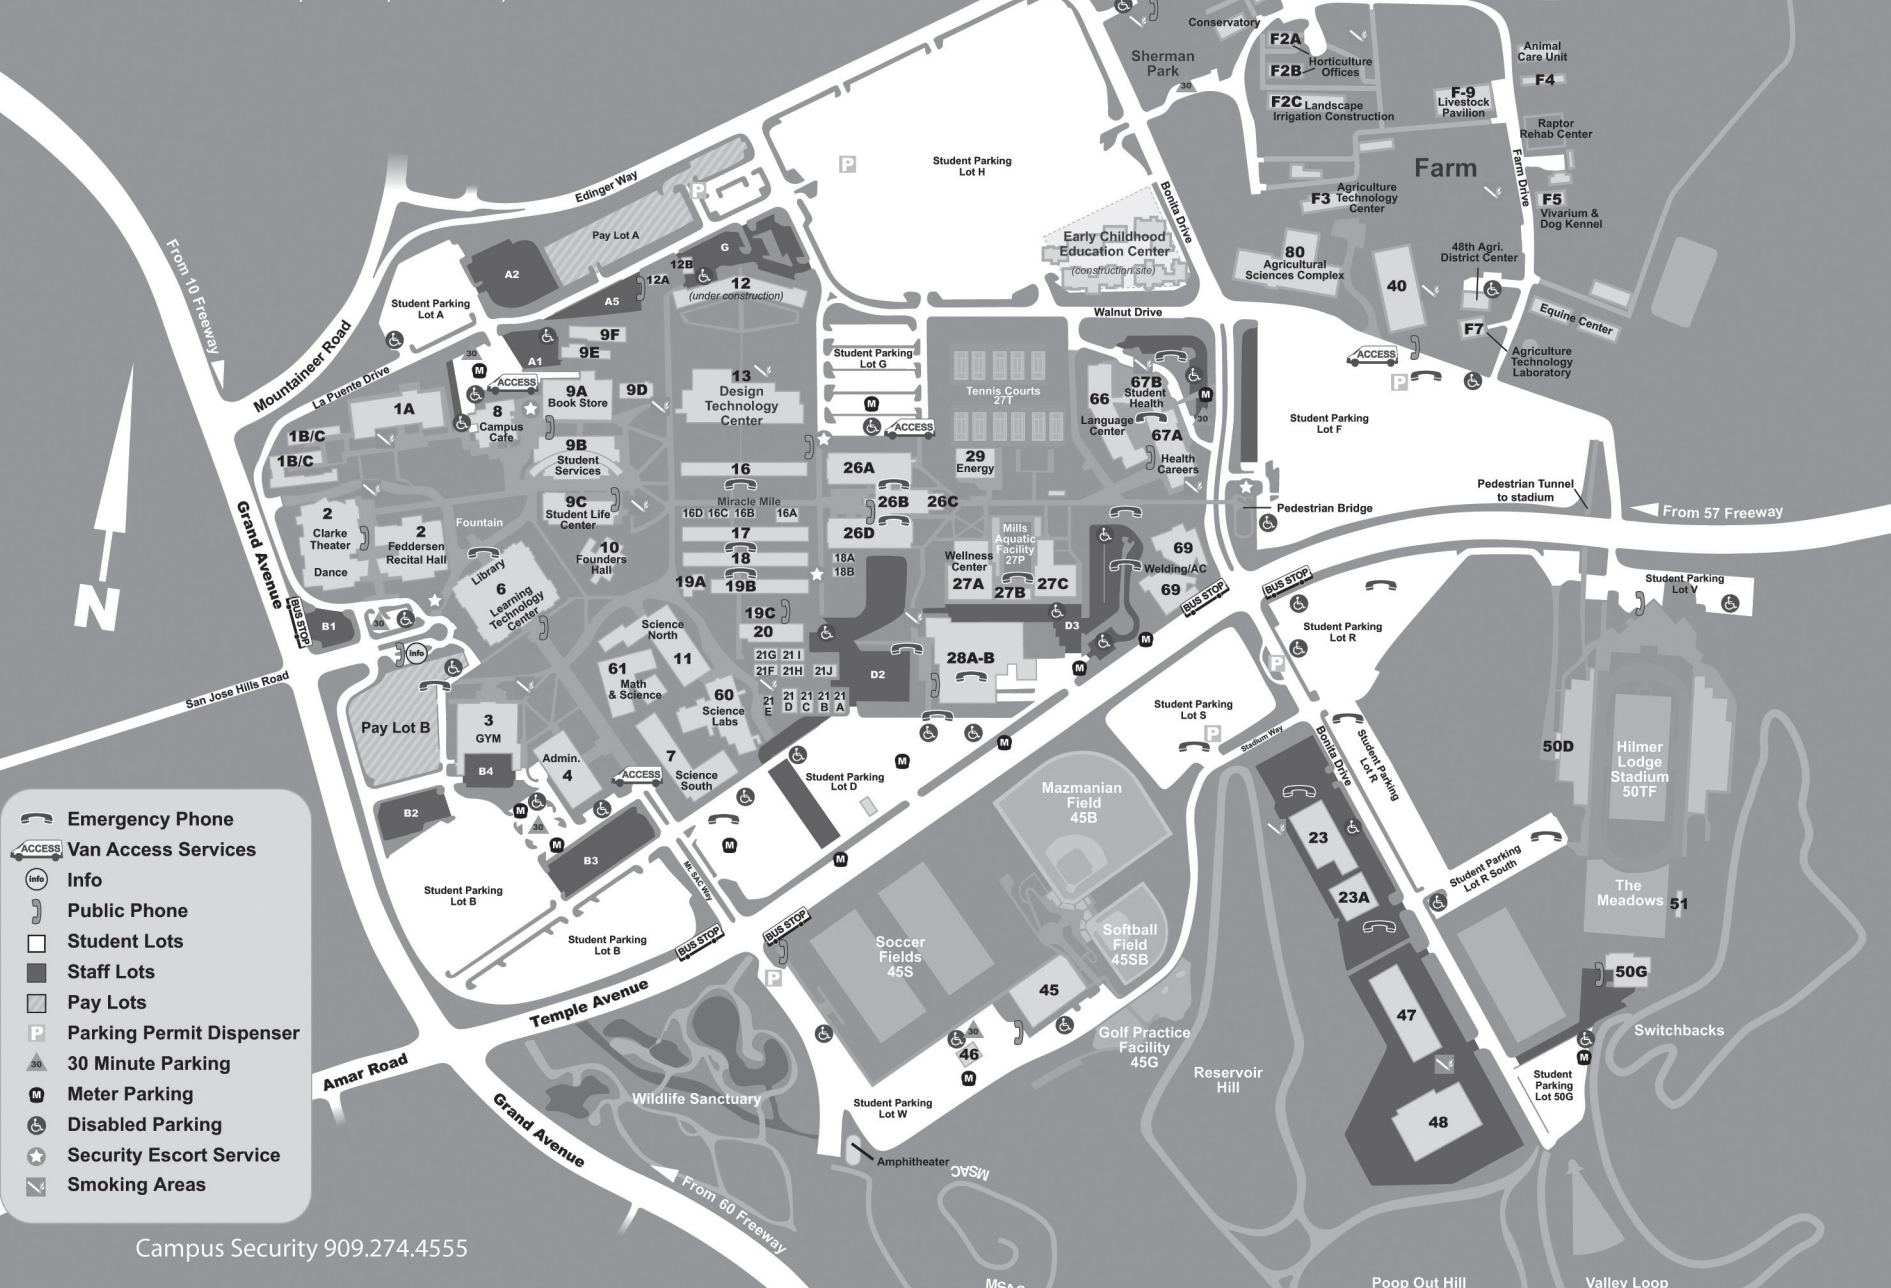 Conservatory
Sherman
Park
30
F2A
F2B
Horticulture
Offices
F2C Landscape
Irrigation Construction
F-9
Livestock
Pavilion
Animal
Care Unit
F4
Raptor
Rehab Center
Farm
Farm Drive
F5
Vivarium &
Dog Kennel
F3 Agriculture
Technology
Center
48th Agri.
District Center
80
Agricultural
Sciences Complex
40
F7
Equine Center
Agriculture
Technology
Laboratory
Student Parking
Lot H
P
Bonita Drive
Early Childhood
Education Center
(construction site)
Walnut Drive
From 10 Freeway
Edinger Way
Pay Lot A
P
A2
G
12B
12A
12
(under construction)
A5
Student Parking
Lot A
Mountaineer Road
La Puente Drive
A1
9F
9E
30
M
ACCESS
9A
Book Store
9D
8
Campus
Cafe
1A
1B/C
1B/C
9B
Student
Services
9C
Student Life
Center
13
Design
Technology
Center
Student Parking
Lot G
M
ACCESS
Tennis Courts
27T
66
Language
Center
67B
Student
Health
67A
Health
Careers
M
30
ACCESS
P
Student Parking
Lot F
Pedestrian Tunnel
to stadium
Pedestrian Bridge
From 57 Freeway
16
Miracle Mile
16D 16C 16B 16A
17
18
19A
19B
19C
20
26A
26B
26C
26D
18A
18B
29
Energy
Mills
Aquatic
Facility
27P
Wellness
Center
27A
27B
27C
69
Welding/AC
69
BUS STOP
BUS STOP
Grand Avenue
2
Clarke
Theater
Dance
2
Feddersen
Recital Hall
Fountain
Library
6
Learning
Technology
Center
10
Founders
Hall
N
BUS STOP
B1
30
info
San Jose Hills Road
Pay Lot B
3
GYM
B4
B2
Admin.
4
ACCESS
Science
North
11
61
Math
& Science
60
Science
Labs
7
Science
South
21G 21 I
21F 21H 21J
21
E
21
D
21
C
21
B
21
A
D2
D3
28A-B
M
M
M
M
Student Parking
Lot D
M
M
M
30
M
B3
Mt. SAC Way
Student Parking
Lot B
Student Parking
Lot B
BUS STOP
BUS STOP
P
Temple Avenue
Amar Road
Grand Avenue
From 60 Freeway
Wildlife Sanctuary
Student Parking
Lot S
P
Stadium Way
P
Student Parking
Lot R
Student Parking
Lot V
Bonita Drive
Student Parking
Lot R
Student Parking
Lot R South
50D
Hilmer
Lodge
Stadium
50TF
The
Meadows
51
50G
Switchbacks
M
Student
Parking
Lot 50G
Mazmanian
Field
45B
Softball
Field
45SB
Soccer
Fields
45S
45
30
46
M
Golf Practice
Facility
45G
Reservoir
Hill
Student Parking
Lot W
Amphitheater
MSAC
23
23A
47
48
Poop Out Hill
Valley Loop
MSAC
Emergency Phone
ACCESS Van Access Services
info Info
Public Phone
Student Lots
Staff Lots
Pay Lots
P Parking Permit Dispenser
30 30 Minute Parking
M Meter Parking
Disabled Parking
Security Escort Service
Smoking Areas
Campus Security 909.274.4555